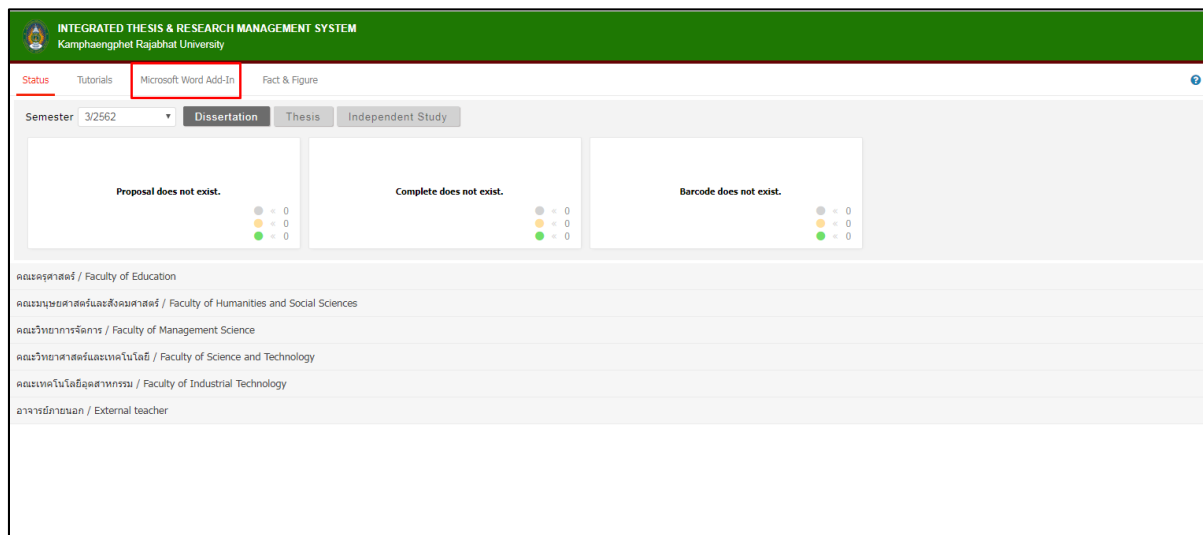 INTEGRATED THESIS & RESEARCH MANAGEMENT SYSTEM
Kamphaengphet Rajabhat University
Status Tutorials Microsoft Word Add-In Fact & Figure ?
Semester 3/2562 Dissertation Thesis Independent Study
Proposal does not exist. Complete does not exist. Barcode does not exist.
« 0 « 0 « 0
« 0 « 0 « 0
« 0 « 0 « 0
คณะครุศาสตร์ / Faculty of Education
คณะมนุษยศาสตร์และสังคมศาสตร์ / Faculty of Humanities and Social Sciences
คณะวิทยาการจัดการ / Faculty of Management Science
คณะวิทยาศาสตร์และเทคโนโลยี / Faculty of Science and Technology
คณะเทคโนโลยีอุตสาหกรรม / Faculty of Industrial Technology
อาจารย์ภายนอก / External teacher